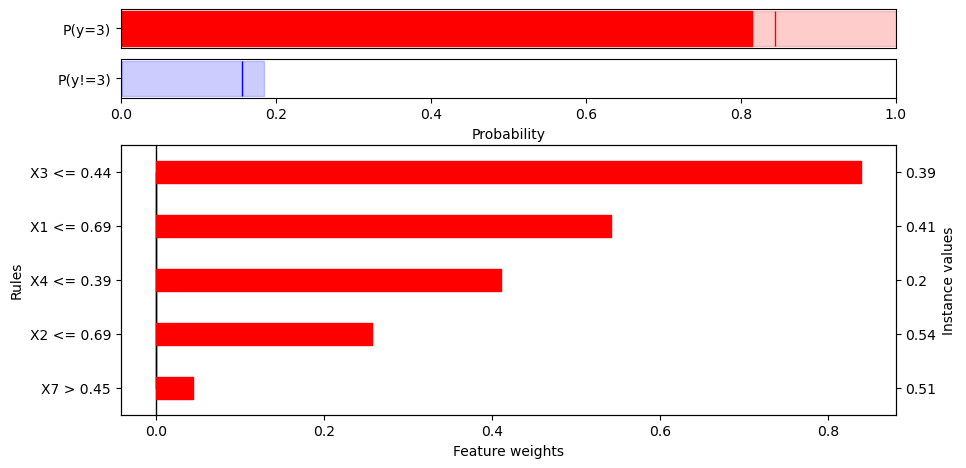 P(y=3)
P(y!=3)
0.0 0.2 0.4 0.6 0.8 1.0
Probability
X3 <= 0.44 0.39
X1 <= 0.69 0.41
X4 <= 0.39 0.2
X2 <= 0.69 0.54
X7 > 0.45 0.51
Rules
Instance values
0.0 0.2 0.4 0.6 0.8
Feature weights